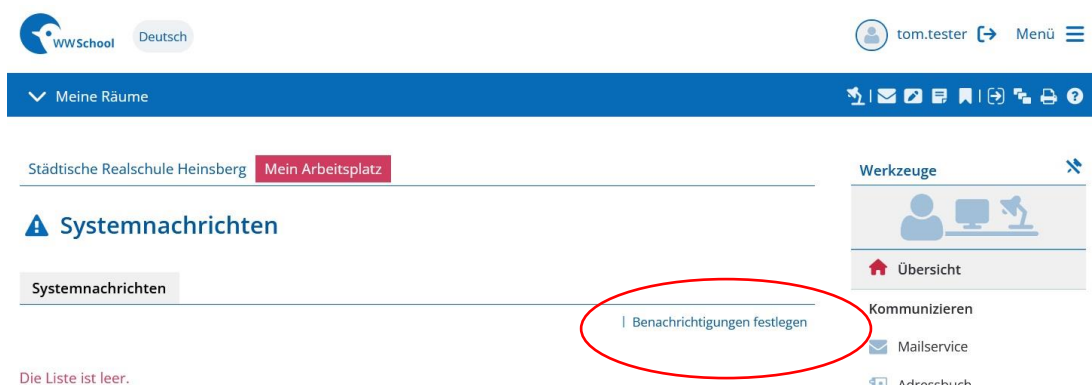 WWSchool Deutsch tom.tester Menü
Meine Räume
Städtische Realschule Heinsberg Mein Arbeitsplatz
Systemnachrichten
Systemnachrichten
Benachrichtigungen festlegen
Die Liste ist leer.
Werkzeuge
Übersicht
Kommunizieren
Mailservice
Adressbuch